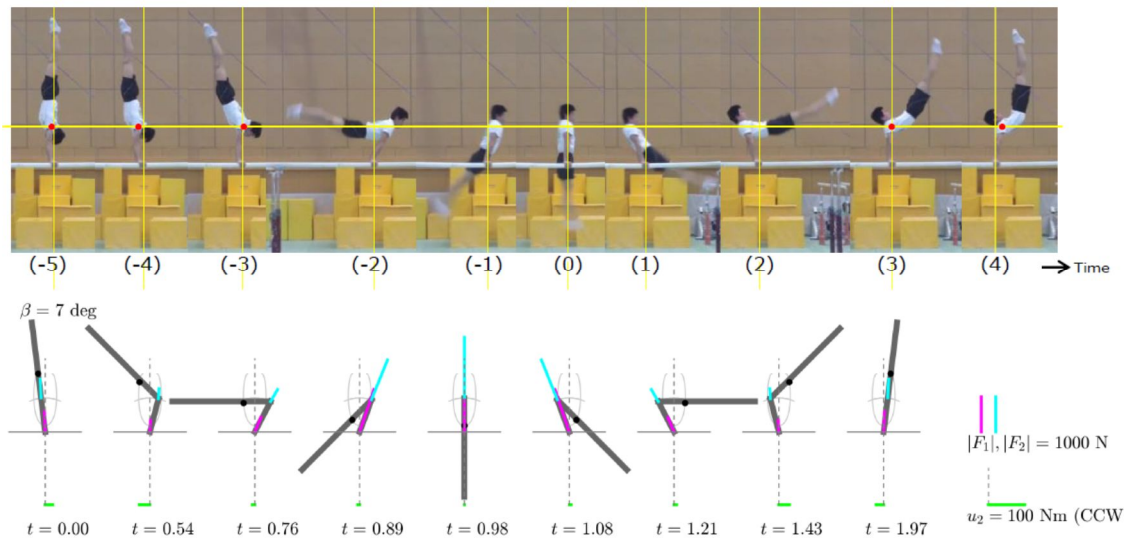 (-5) (-4) (-3) (-2) (-1) (0) (1) (2) (3) (4) Time
β = 7 deg
|F₁|, |F₂| = 1000 N
u₂ = 100 Nm (CCW
t = 0.00 t = 0.54 t = 0.76 t = 0.89 t = 0.98 t = 1.08 t = 1.21 t = 1.43 t = 1.97